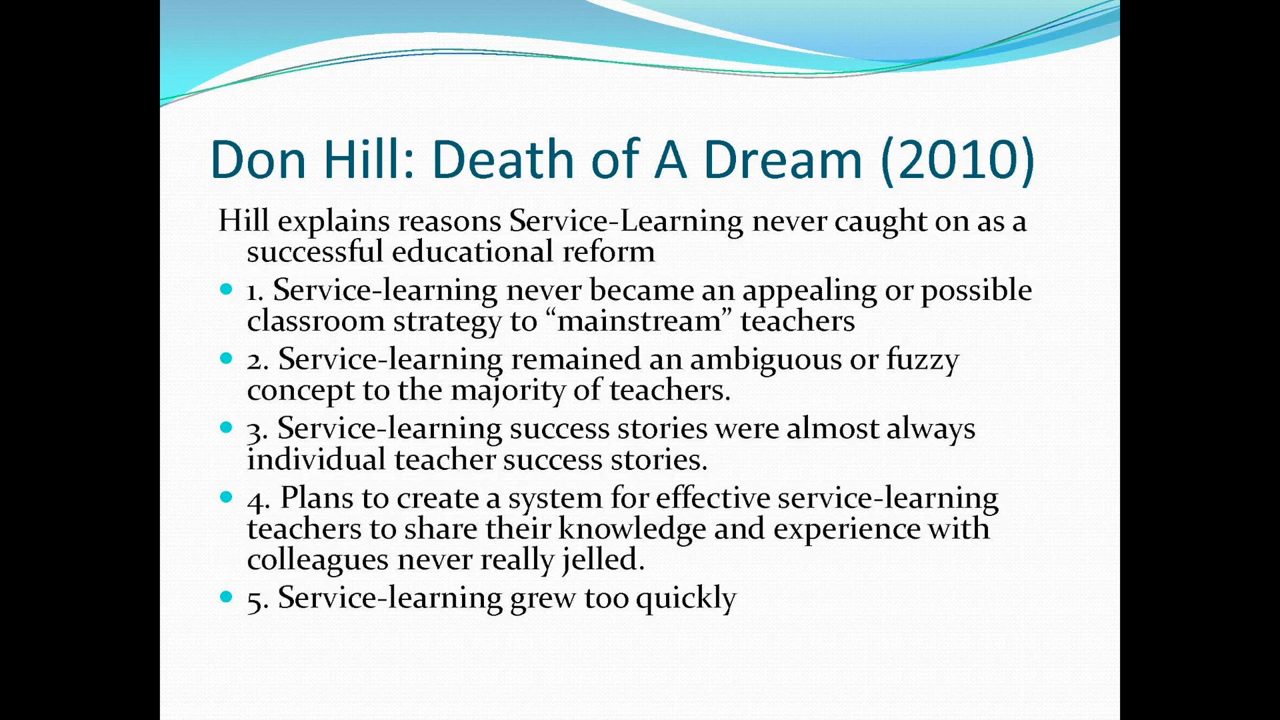 Don Hill: Death of A Dream (2010)
Hill explains reasons Service-Learning never caught on as a
successful educational reform
1. Service-learning never became an appealing or possible
classroom strategy to “mainstream” teachers
2. Service-learning remained an ambiguous or fuzzy
concept to the majority of teachers.
3. Service-learning success stories were almost always
individual teacher success stories.
4. Plans to create a system for effective service-learning
teachers to share their knowledge and experience with
colleagues never really jelled.
5. Service-learning grew too quickly